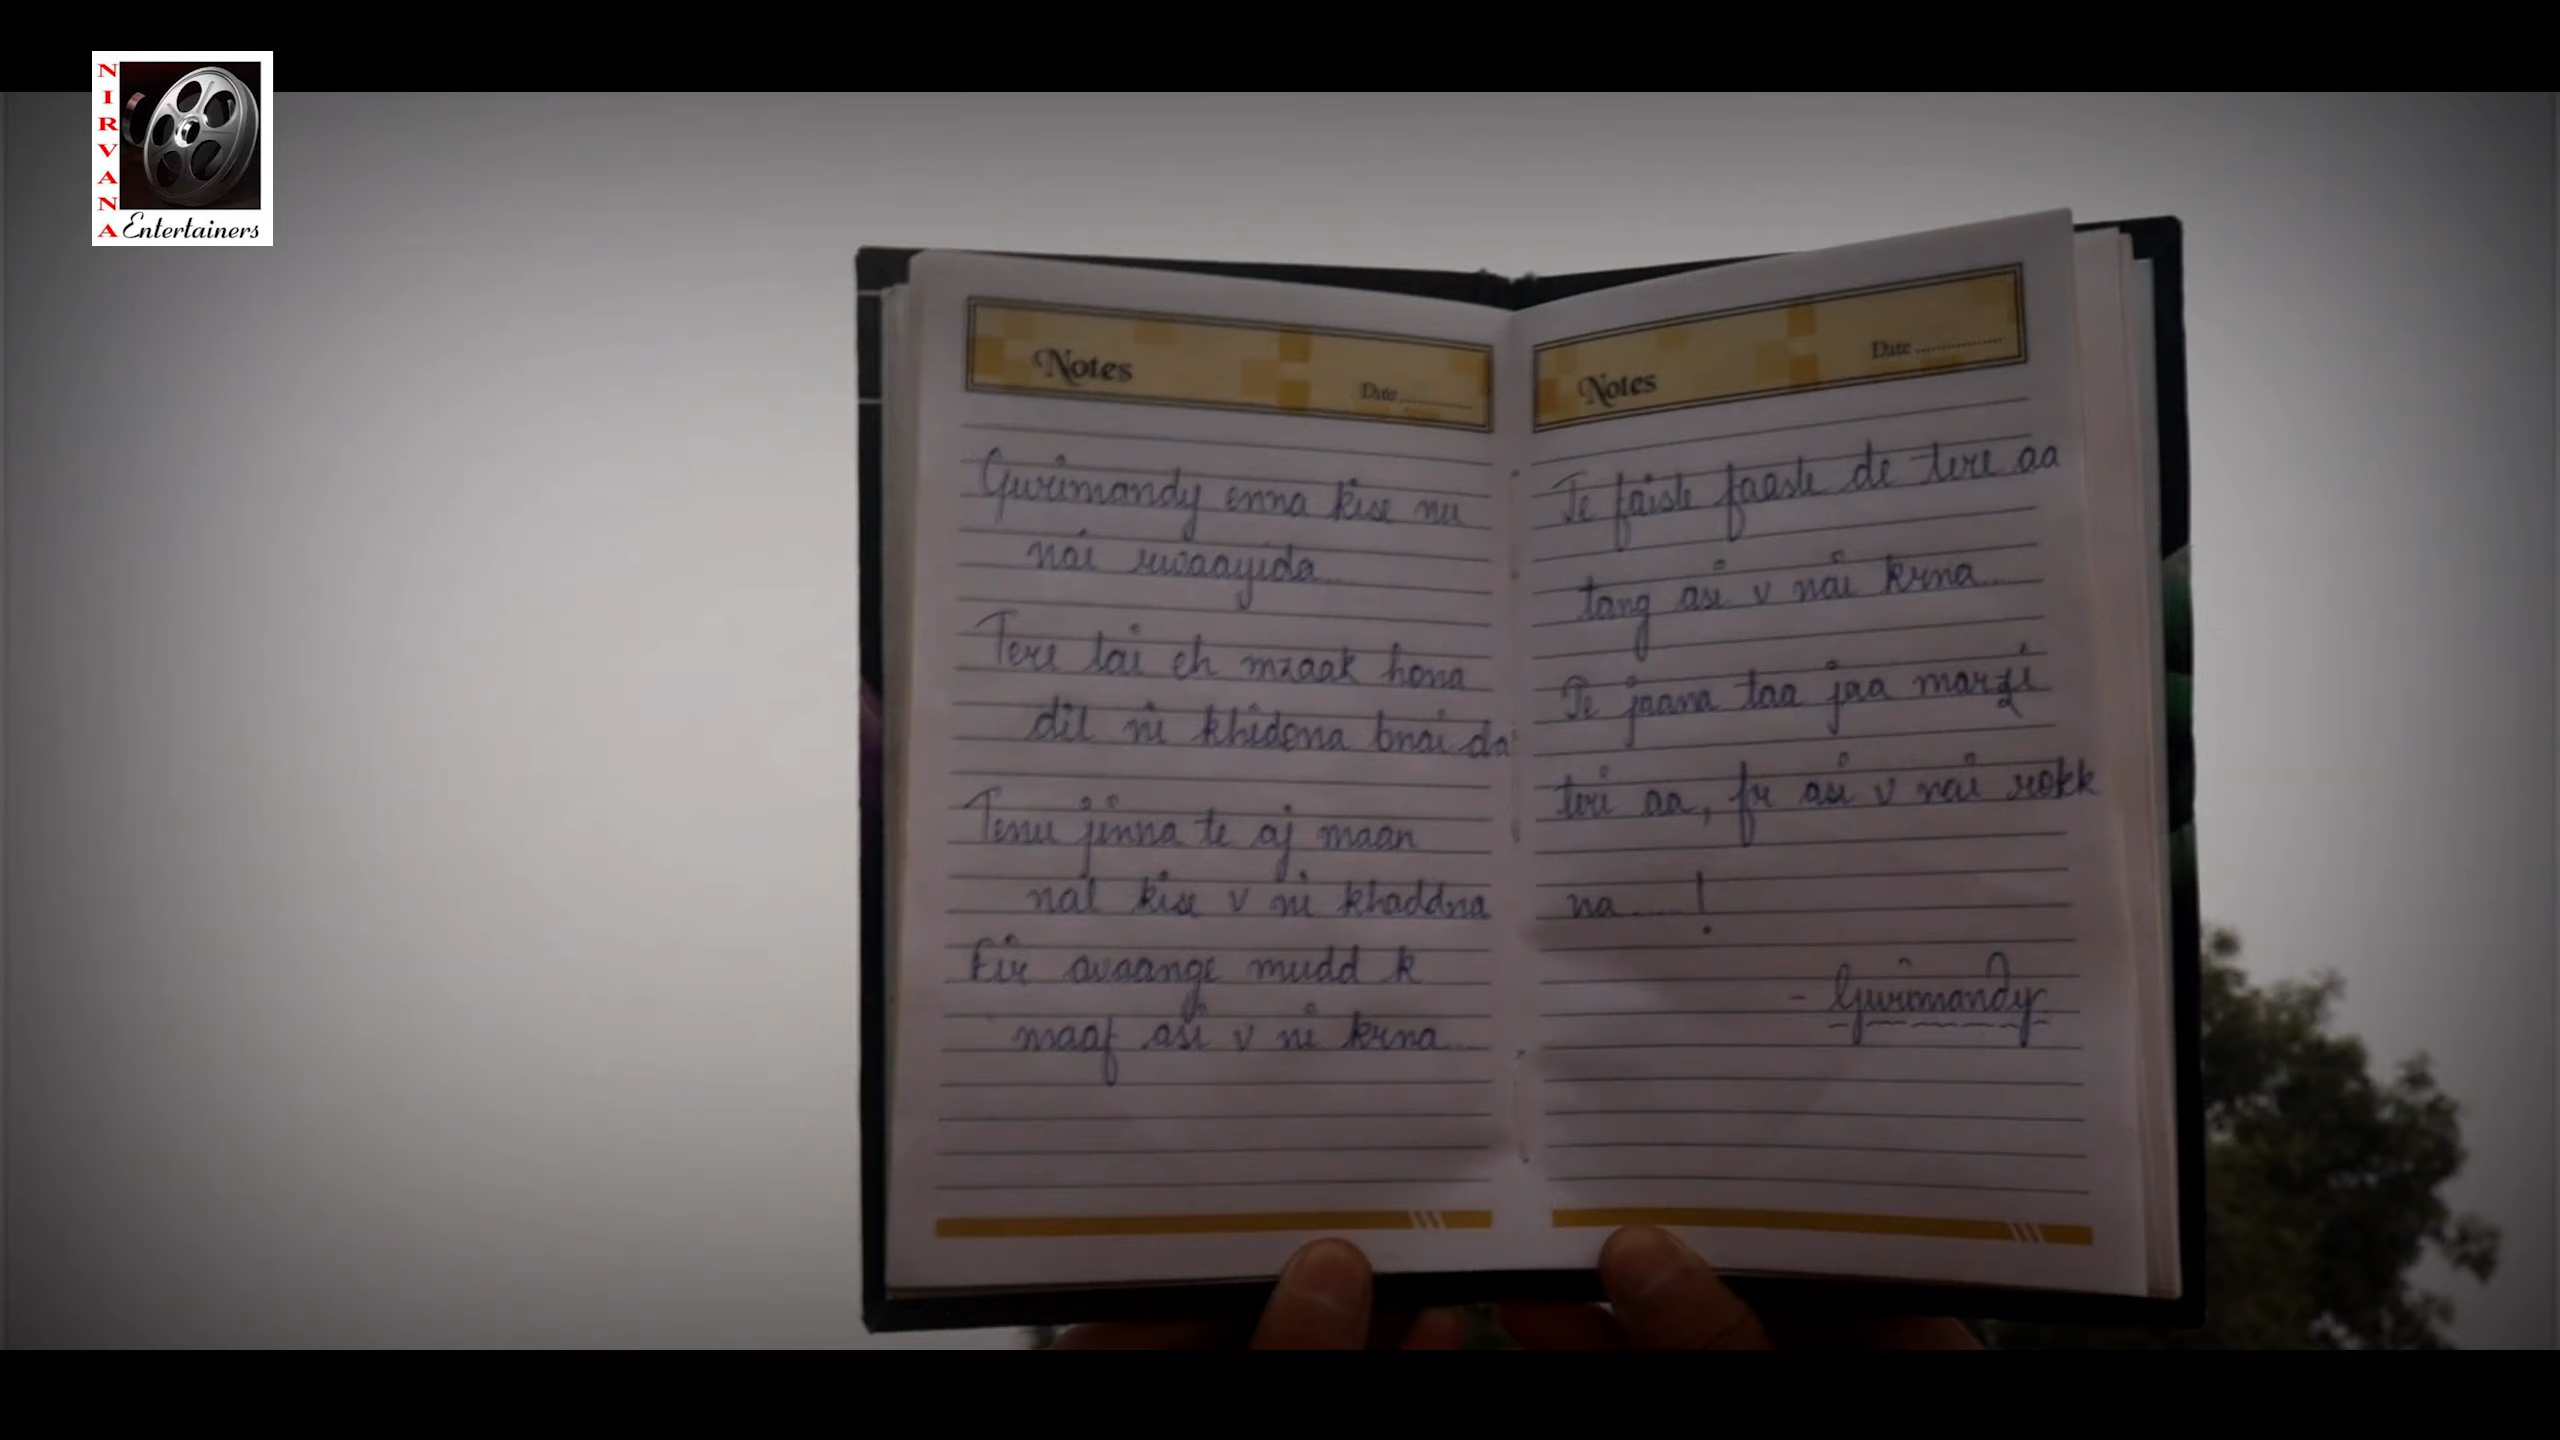 NIRVANA
Entertainers
Notes
Date
Gurimandy enna kise nu
nai rwaayida...
Tere lai eh mzaak hona
dil ni khidona bnai da
Tenu jinna te aj maan
nal kise v ni khaddna
Fir avaange mudd k
maaf asi v ni krna...
Notes
Date
Te faisle faasle de tere aa
tang asi v nai krna...
Te jaana taa jaa marzi
teri aa, fr asi v nai rokk
na.....!
- Gurimandy